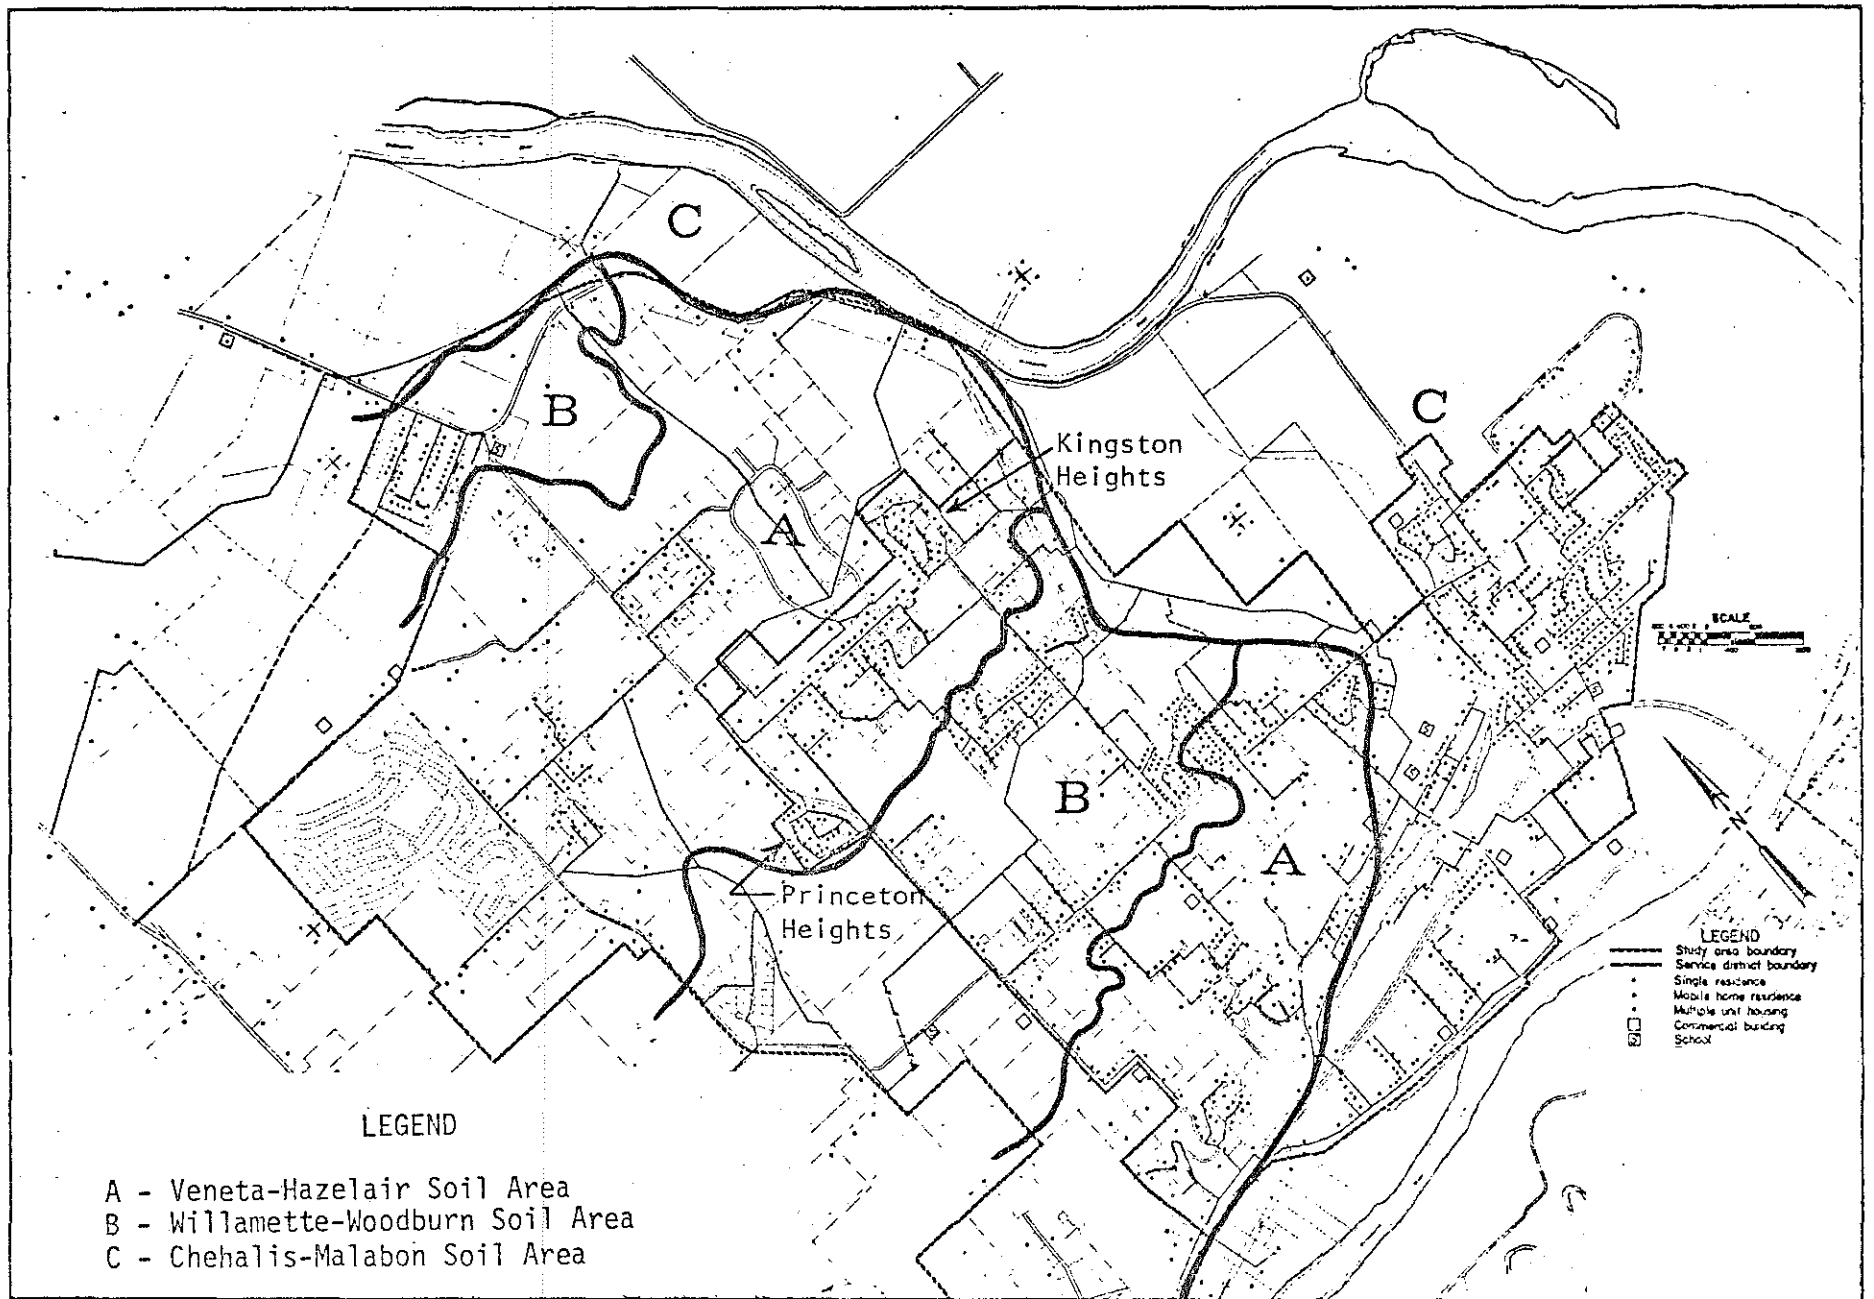 C
C
B
Kingston
Heights
A
SCALE
B
A
N
Princeton
Heights
LEGEND
Study area boundary
Service district boundary
Single residence
Mobile home residence
Multiple unit housing
Commercial building
S School
LEGEND
A - Veneta-Hazelair Soil Area
B - Willamette-Woodburn Soil Area
C - Chehalis-Malabon Soil Area